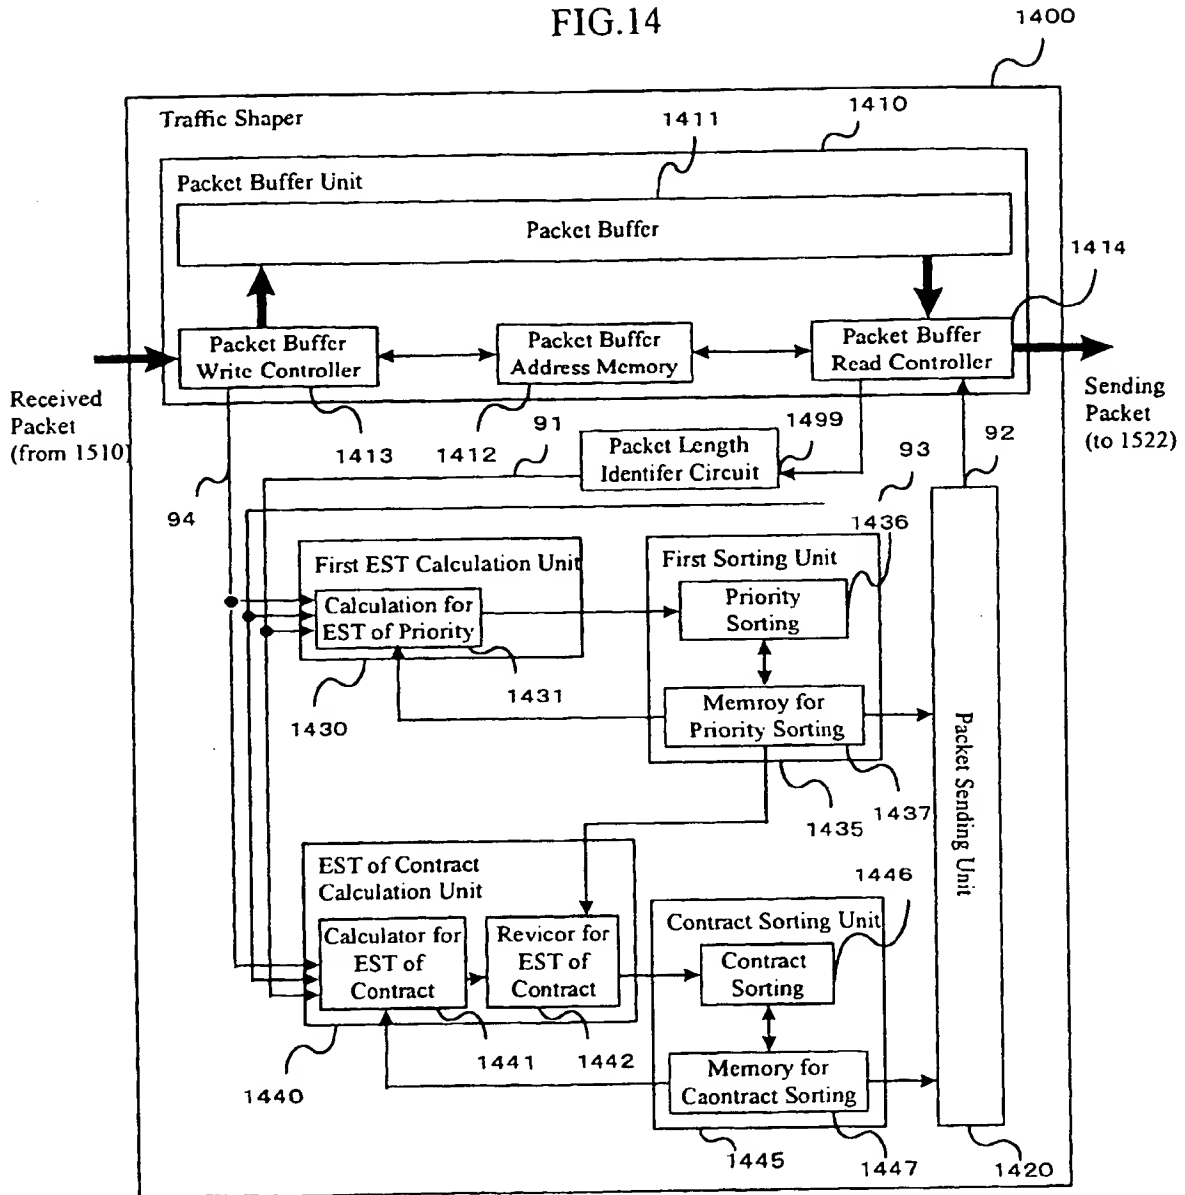 FIG.14
1400
Traffic Shaper
1411
1410
Packet Buffer Unit
Packet Buffer
1414
Packet Buffer
Write Controller
Packet Buffer
Address Memory
Packet Buffer
Read Controller
Received
Packet
(from 1510)
Sending
Packet
(to 1522)
1413
1412
91
1499
93
92
Packet Length
Identifer Circuit
94
1436
First EST Calculation Unit
Calculation for
EST of Priority
First Sorting Unit
Priority
Sorting
1430
1431
Memroy for
Priority Sorting
1435
1437
Packet Sending Unit
EST of Contract
Calculation Unit
1446
Calculator for
EST of
Contract
Revicor for
EST of
Contract
Contract Sorting Unit
Contract
Sorting
1440
1441
1442
Memory for
Caontract Sorting
1445
1447
1420